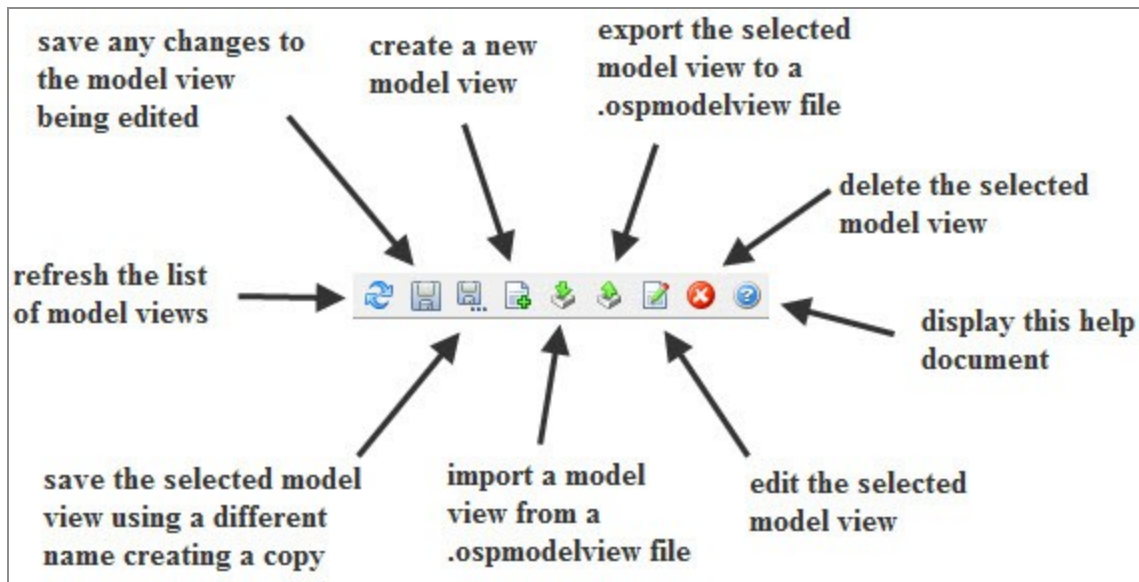 save any changes to
the model view
being edited
create a new
model view
export the selected
model view to a
.ospmodelview file
delete the selected
model view
refresh the list
of model views
display this help
document
save the selected model
view using a different
name creating a copy
import a model
view from a
.ospmodelview file
edit the selected
model view